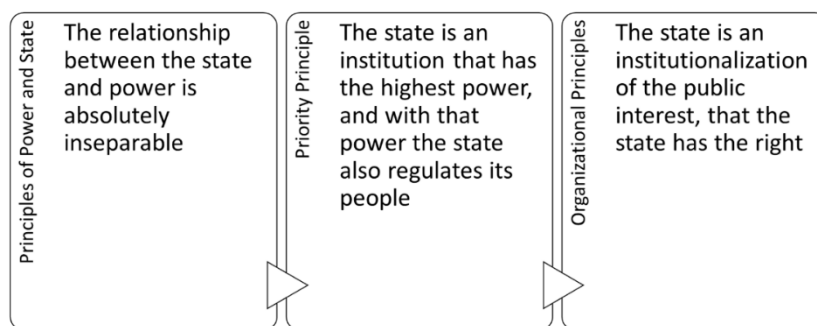 Principles of Power and State
The relationship
between the state
and power is
absolutely
inseparable
Priority Principle
The state is an
institution that has
the highest power,
and with that
power the state
also regulates its
people
Organizational Principles
The state is an
institutionalization
of the public
interest, that the
state has the right